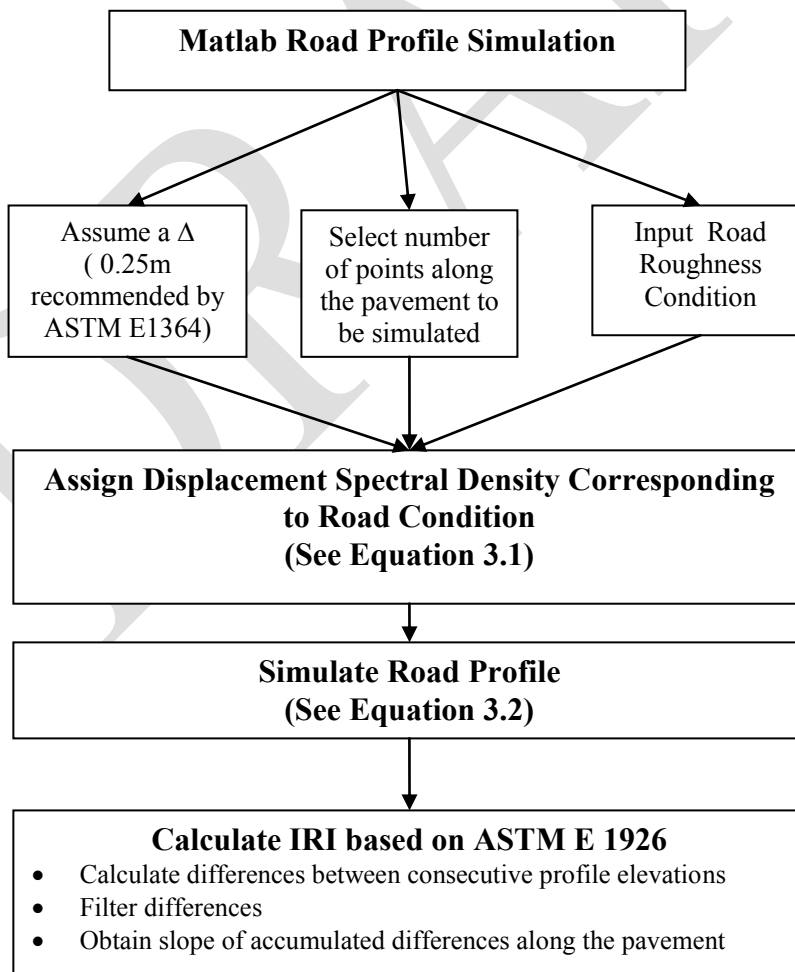 Matlab Road Profile Simulation
Assume a Δ
( 0.25m
recommended by
ASTM E1364)
Select number
of points along
the pavement to
be simulated
Input Road
Roughness
Condition
Assign Displacement Spectral Density Corresponding
to Road Condition
(See Equation 3.1)
Simulate Road Profile
(See Equation 3.2)
Calculate IRI based on ASTM E 1926
• Calculate differences between consecutive profile elevations
• Filter differences
• Obtain slope of accumulated differences along the pavement